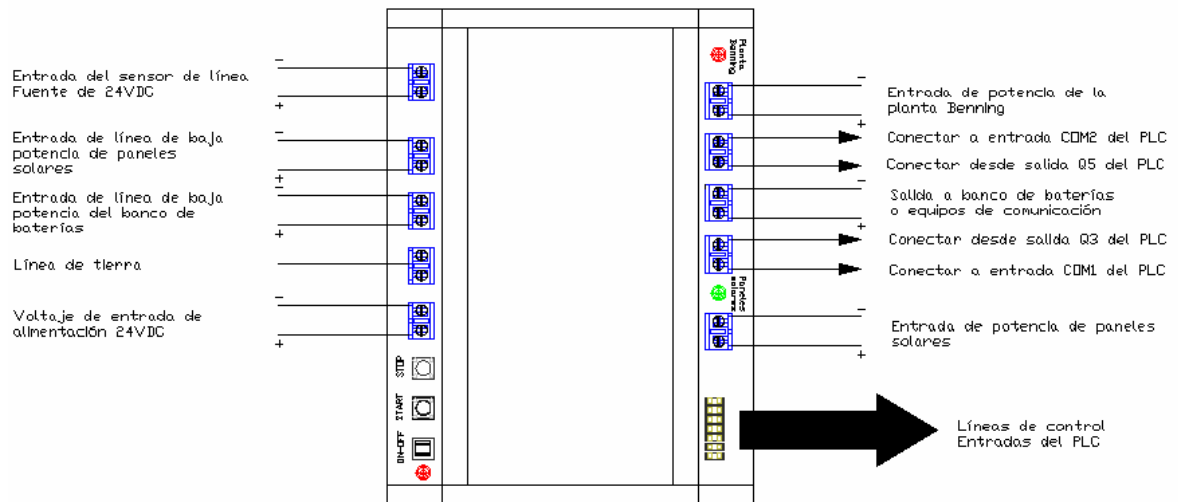 Entrada del sensor de línea
Fuente de 24VDC
-
+
Entrada de línea de baja
potencia de paneles
solares
-
+
Entrada de línea de baja
potencia del banco de
baterías
-
+
Línea de tierra
Voltaje de entrada de
alimentación 24VDC
-
+
STOP
START
ON-OFF
Planta
Benning
-
+
Entrada de potencia de la
planta Benning
Conectar a entrada COM2 del PLC
Conectar desde salida Q5 del PLC
-
+
Salida a banco de baterías
o equipos de comunicación
Conectar desde salida Q3 del PLC
Conectar a entrada COM1 del PLC
Paneles
solares
-
+
Entrada de potencia de paneles
solares
Líneas de control
Entradas del PLC